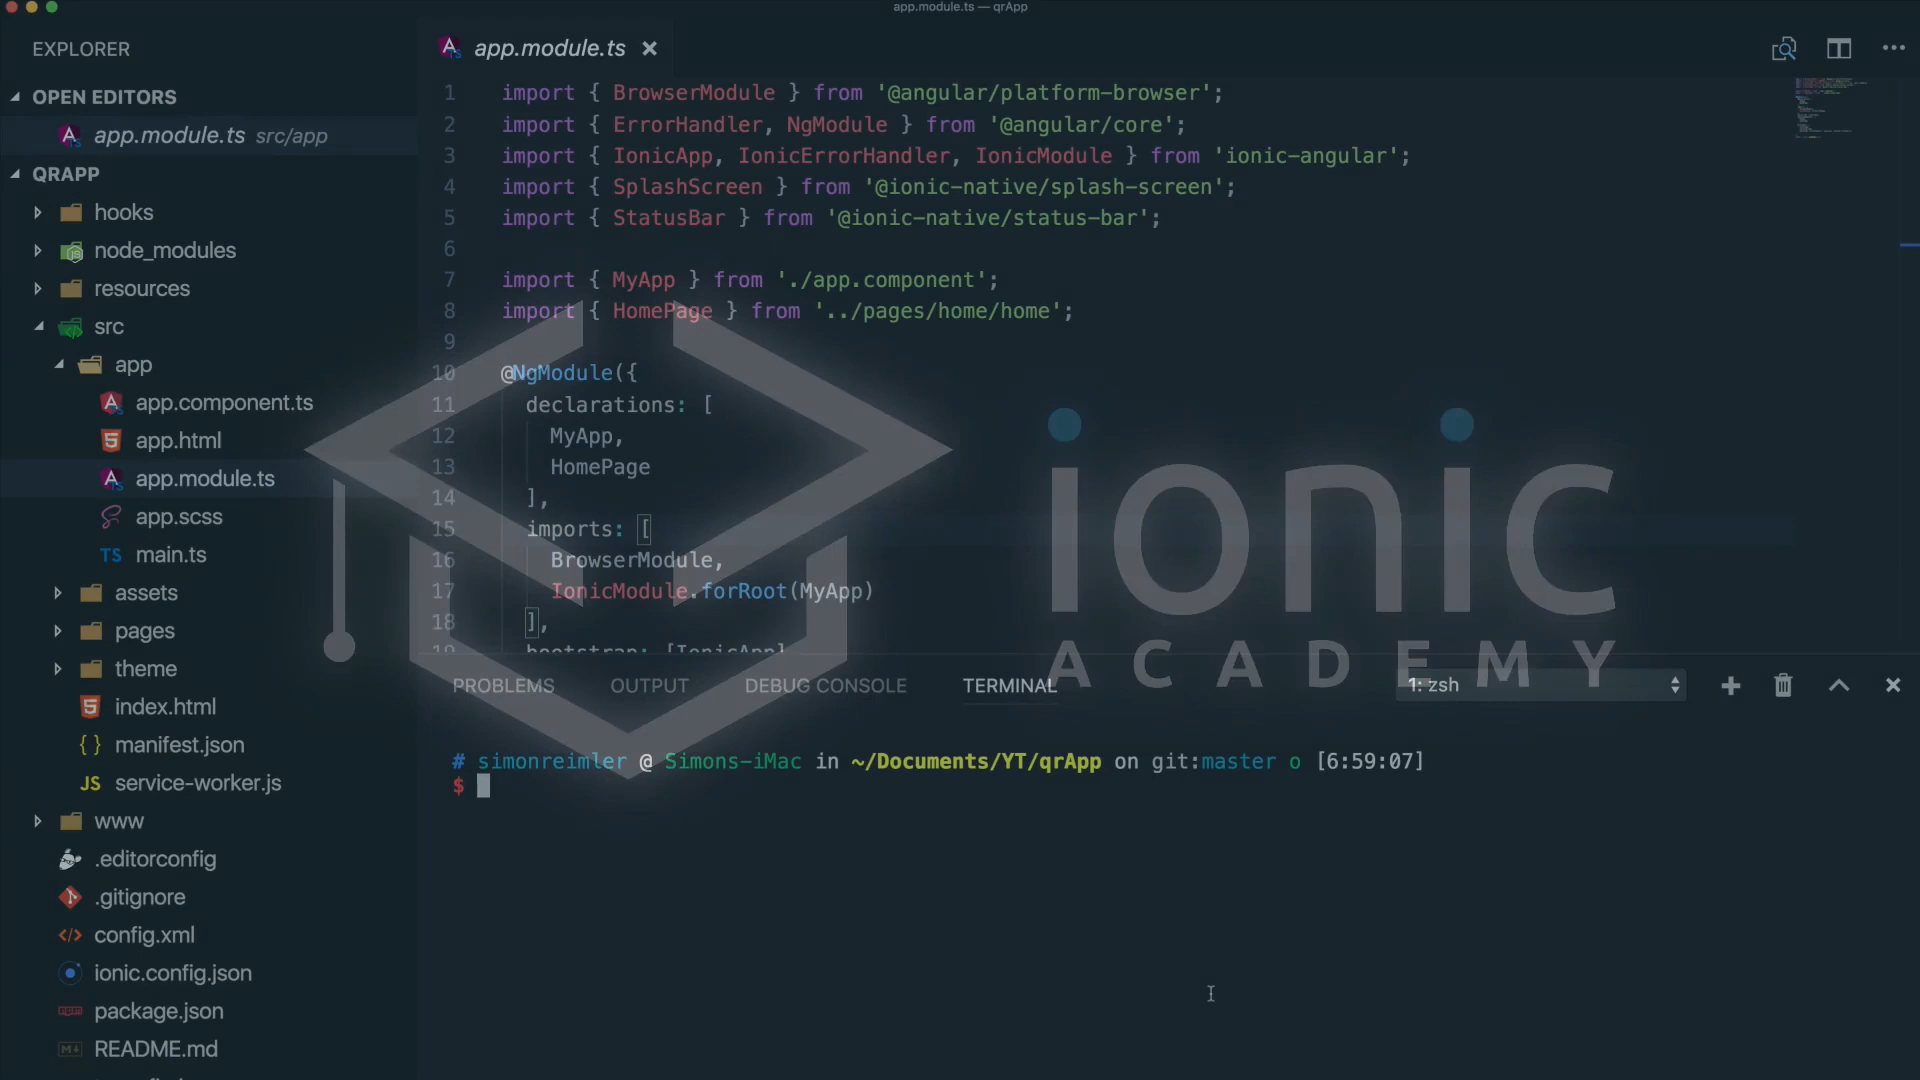 app.module.ts — qrApp
EXPLORER
OPEN EDITORS
app.module.ts src/app
QRAPP
hooks
node_modules
resources
src
app
app.component.ts
app.html
app.module.ts
app.scss
TS main.ts
assets
pages
theme
index.html
{ } manifest.json
JS service-worker.js
www
.editorconfig
.gitignore
config.xml
ionic.config.json
package.json
README.md
app.module.ts
1 import { BrowserModule } from '@angular/platform-browser';
2 import { ErrorHandler, NgModule } from '@angular/core';
3 import { IonicApp, IonicErrorHandler, IonicModule } from 'ionic-angular';
4 import { SplashScreen } from '@ionic-native/splash-screen';
5 import { StatusBar } from '@ionic-native/status-bar';
6
7 import { MyApp } from './app.component';
8 import { HomePage } from '../pages/home/home';
9
10 @NgModule({
11 declarations: [
12 MyApp,
13 HomePage
14 ],
15 imports: [
16 BrowserModule,
17 IonicModule.forRoot(MyApp)
18 ],
19 bootstrap: [IonicApp]
ionic
ACADEMY
PROBLEMS OUTPUT DEBUG CONSOLE TERMINAL 1: zsh
# simonreimler @ Simons-iMac in ~/Documents/YT/qrApp on git:master o [6:59:07]
$